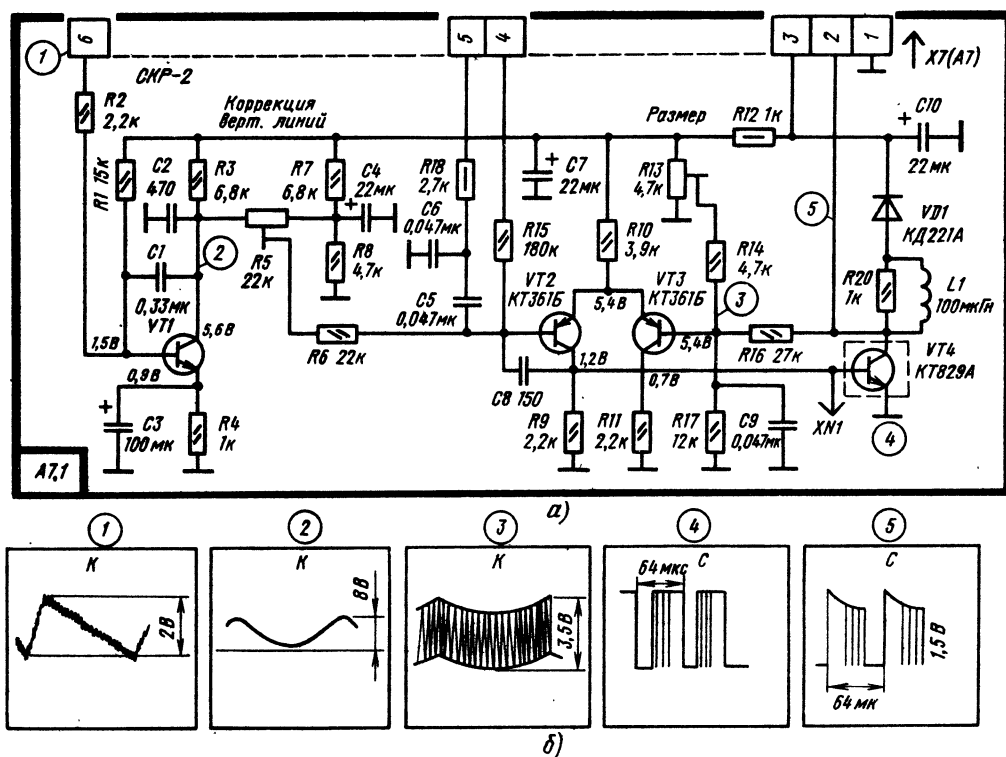 6
5 4
3 2 1
1
X7(A7)
СКР-2
R2
2,2к
Коррекция
верт. линий
Размер
R12 1к
C10
22мк
R1 15к
C2
470
R3
6,8к
R7
6,8к
C4
22мк
R18
2,7к
C6
0,047мк
C7
22мк
R13
4,7к
5
VD1
КД221А
C1
0,33мк
2
R5
22к
R8
4,7к
R15
180к
R10
3,9к
R14
4,7к
R20
1к
L1
100мкГн
C5
0,047мк
VT2
КТ361Б
VT3
КТ361Б
3
VT1
5,6В
1,5В
0,9В
R6 22к
5,4В
5,4В
R16 27к
VT4
КТ829А
1,2В
0,7В
C8 150
C3
100мк
R4
1к
R9
2,2к
R11
2,2к
R17
12к
C9
0,047мк
XN1
4
А7,1
а)
1 2 3 4 5
К
2В
К
8В
К
3,5В
С
64мкс
С
1,5В
64мк
б)